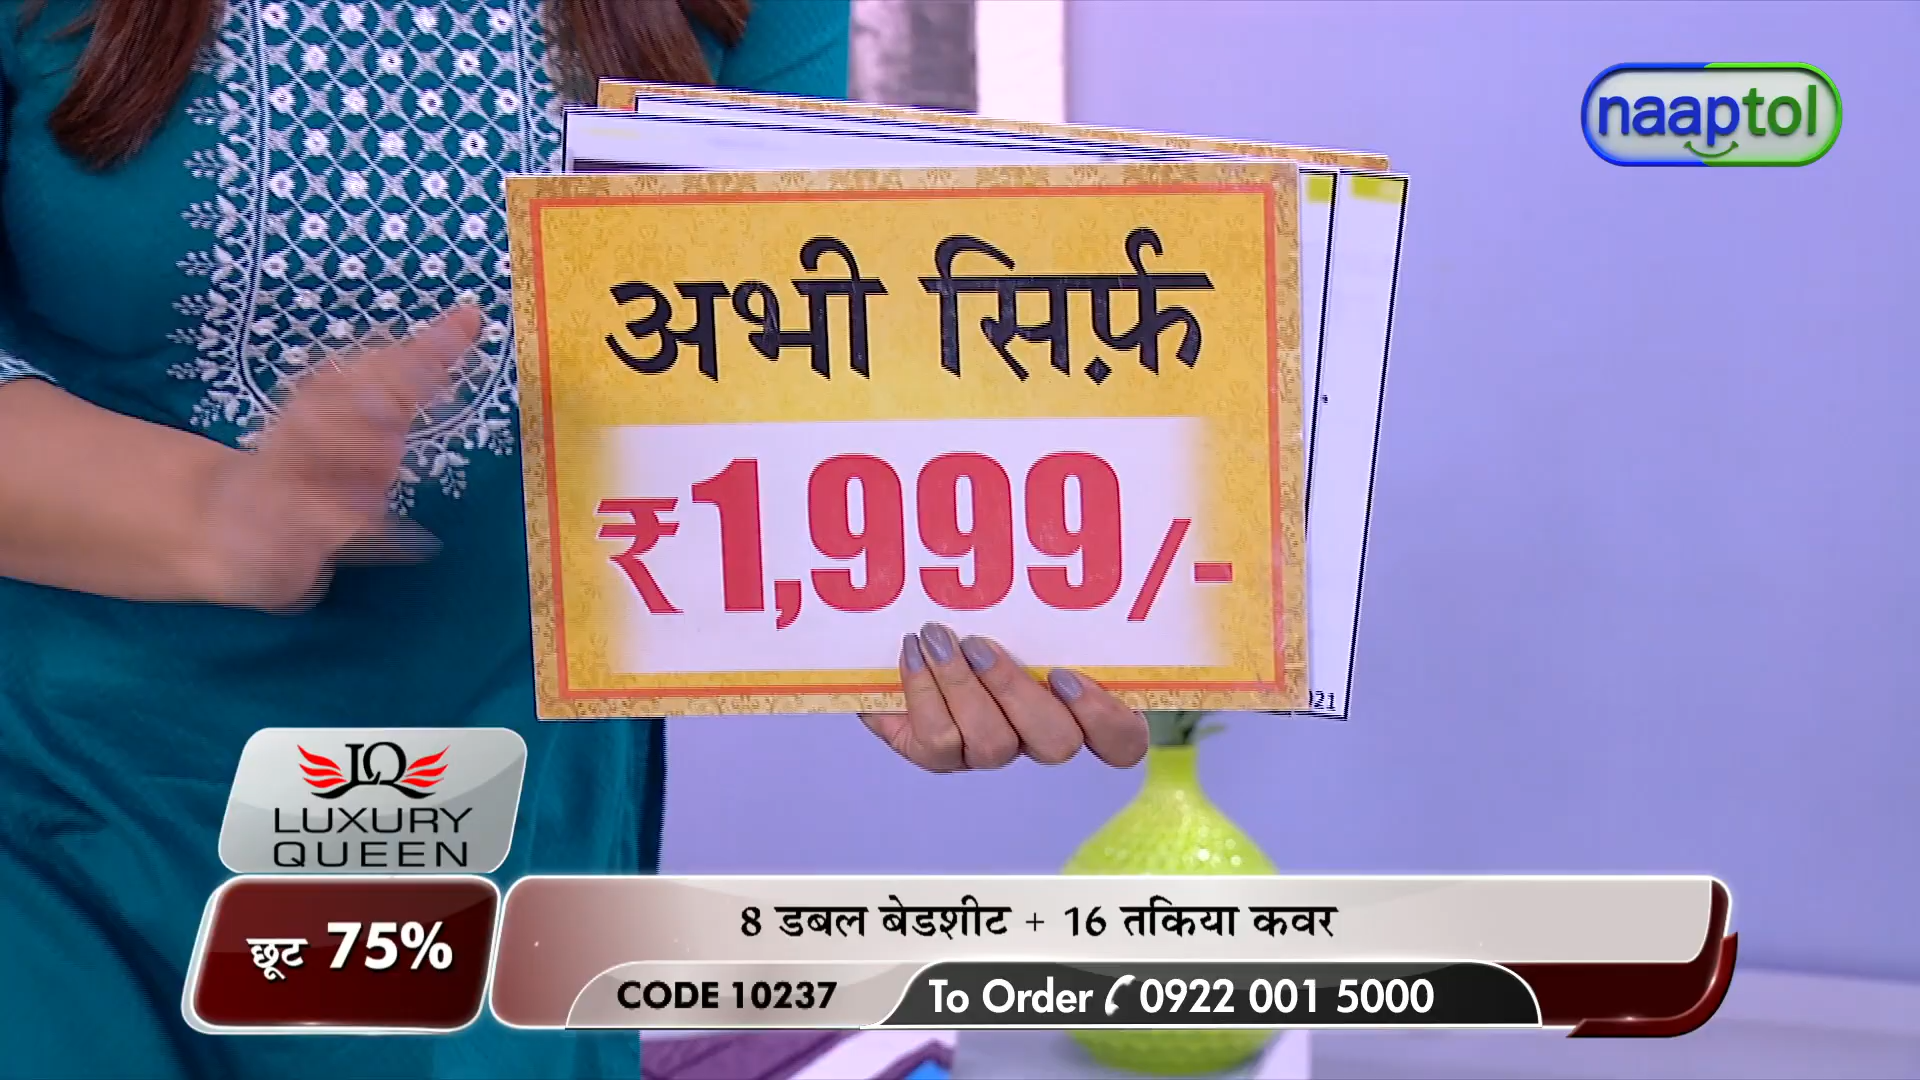 naaptol
अभी सिर्फ़
₹1,999/-
LQ
LUXURY
QUEEN
छूट 75%
8 डबल बेडशीट + 16 तकिया कवर
CODE 10237
To Order 0922 001 5000